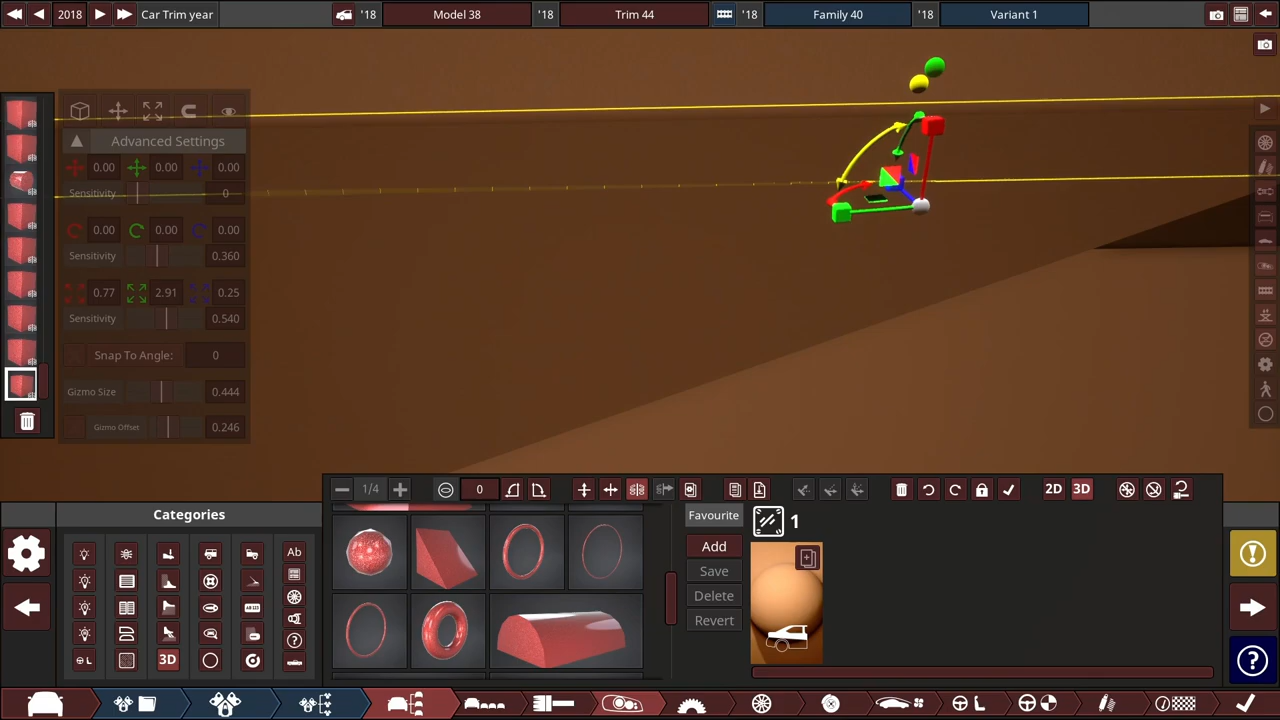 2018 Car Trim year '18 Model 38 '18 Trim 44 '18 Family 40 '18 Variant 1
Advanced Settings
0.00 0.00 0.00
Sensitivity 0
0.00 0.00 0.00
Sensitivity 0.360
0.77 2.91 0.25
Sensitivity 0.540
Snap To Angle: 0
Gizmo Size 0.444
Gizmo Offset 0.246
1/4 0 2D 3D
Categories
Favourite 1
Add
Save
Delete
Revert
Ab
L
3D